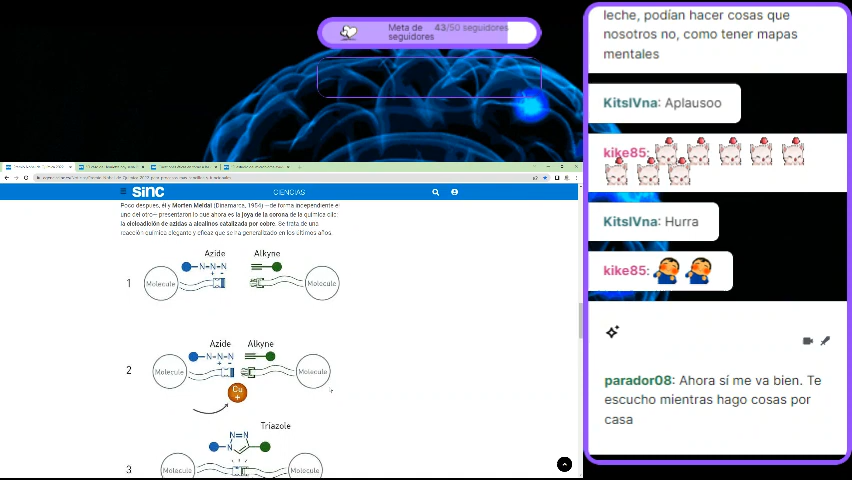 Meta de seguidores
43/50 seguidores
sinc
CIENCIAS
Poco después, él y Morten Meldal (Dinamarca, 1954) —de forma independiente el
uno del otro— presentaron lo que ahora es la joya de la corona de la química clic:
la cicloadición de azidas a alcalinos catalizada por cobre. Se trata de una
reacción química elegante y eficaz que se ha generalizado en los últimos años.
Azide Alkyne
N=N=N
+ -
1 Molecule Molecule
Azide Alkyne
N=N=N
+ -
2 Molecule Molecule
Cu
+
Triazole
N=N
N
3 Molecule Molecule
leche, podían hacer cosas que
nosotros no, como tener mapas
mentales
KitsIVna: Aplausoo
kike85:
KitsIVna: Hurra
kike85:
parador08: Ahora sí me va bien. Te
escucho mientras hago cosas por
casa